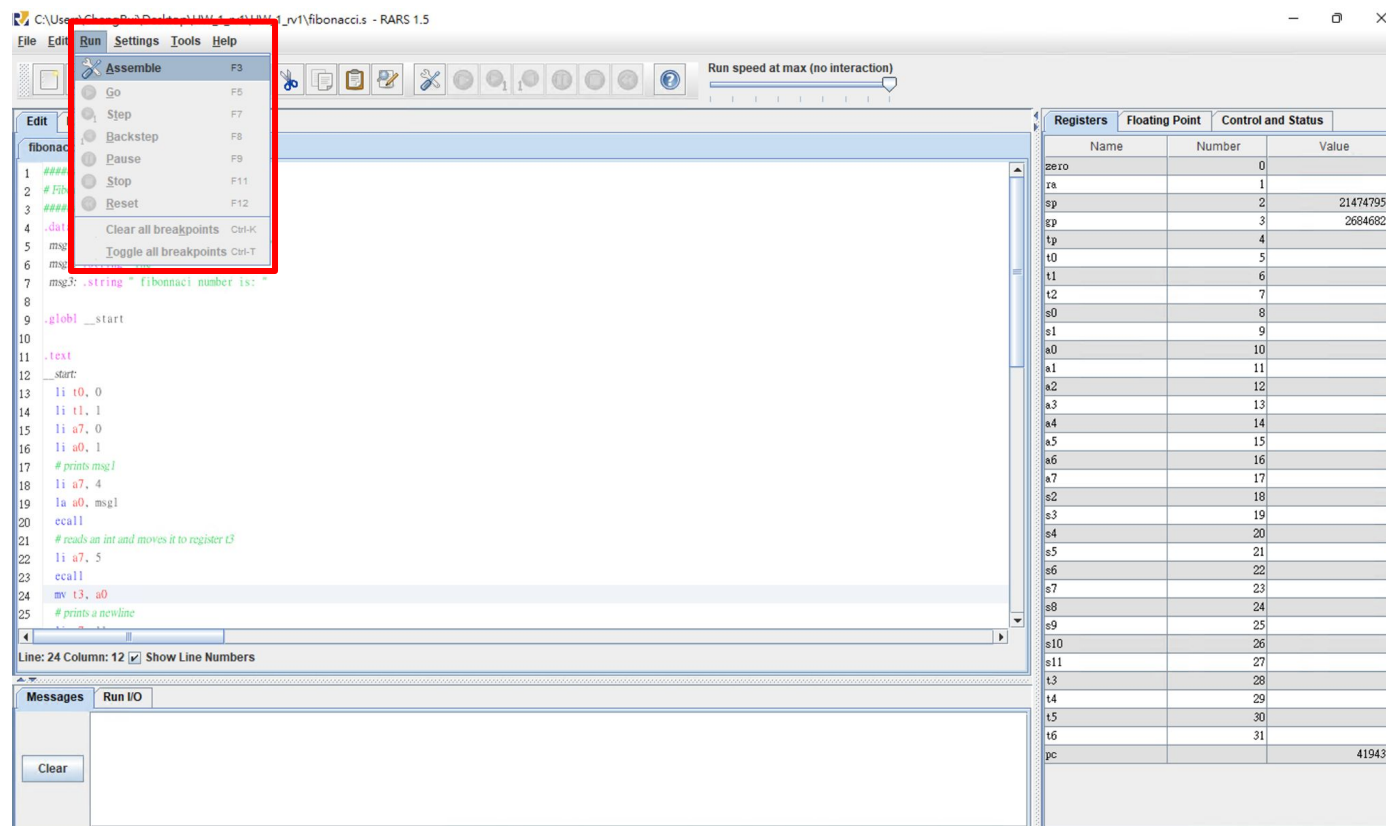 C:\Users\ChengRui\Desktop\HW_1_rv1\HW_1_rv1\fibonacci.s - RARS 1.5
File Edit Run Settings Tools Help
Assemble F3
Go F5
Step F7
Backstep F8
Pause F9
Stop F11
Reset F12
Clear all breakpoints Ctrl-K
Toggle all breakpoints Ctrl-T
Run speed at max (no interaction)
Edit
fibonac
1 ####
2 # Fib
3 ####
4 .dat
5 msg
6 msg
7 msg3: .string " fibonnaci number is: "
8
9 .globl __start
10
11 .text
12 __start:
13 li t0, 0
14 li t1, 1
15 li a7, 0
16 li a0, 1
17 # prints msg1
18 li a7, 4
19 la a0, msg1
20 ecall
21 # reads an int and moves it to register t3
22 li a7, 5
23 ecall
24 mv t3, a0
25 # prints a newline
Line: 24 Column: 12 Show Line Numbers
Messages Run I/O
Clear
Registers Floating Point Control and Status
Name Number Value
zero 0
ra 1
sp 2 21474795
gp 3 2684682
tp 4
t0 5
t1 6
t2 7
s0 8
s1 9
a0 10
a1 11
a2 12
a3 13
a4 14
a5 15
a6 16
a7 17
s2 18
s3 19
s4 20
s5 21
s6 22
s7 23
s8 24
s9 25
s10 26
s11 27
t3 28
t4 29
t5 30
t6 31
pc 41943